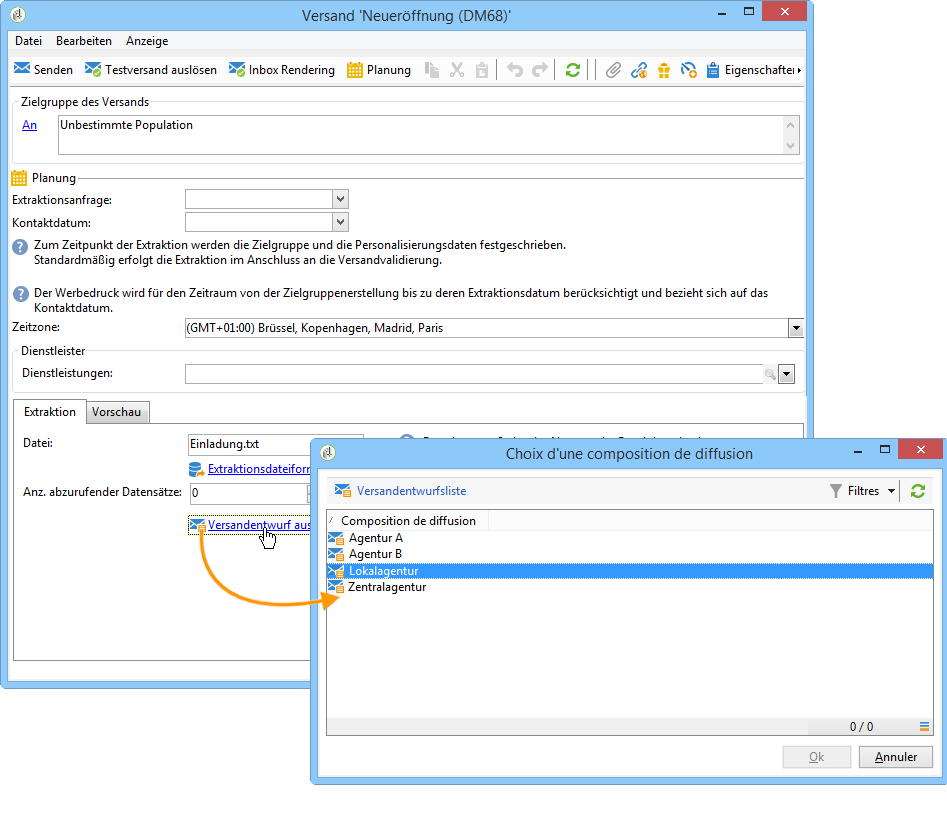 Versand 'Neueröffnung (DM68)'
Datei Bearbeiten Anzeige
Senden Testversand auslösen Inbox Rendering Planung Eigenschaften
Zielgruppe des Versands
An Unbestimmte Population
Planung
Extraktionsanfrage:
Kontaktdatum:
Zum Zeitpunkt der Extraktion werden die Zielgruppe und die Personalisierungsdaten festgeschrieben.
Standardmäßig erfolgt die Extraktion im Anschluss an die Versandvalidierung.
Der Werbedruck wird für den Zeitraum von der Zielgruppenerstellung bis zu deren Extraktionsdatum berücksichtigt und bezieht sich auf das
Kontaktdatum.
Zeitzone: (GMT+01:00) Brüssel, Kopenhagen, Madrid, Paris
Dienstleister
Dienstleistungen:
Extraktion Vorschau
Datei: Einladung.txt
Extraktionsdateiform
Anz. abzurufender Datensätze: 0
Versandentwurf aus
Choix d'une composition de diffusion
Versandentwurfsliste Filtres
Composition de diffusion
Agentur A
Agentur B
Lokalagentur
Zentralagentur
0 / 0
Ok Annuler